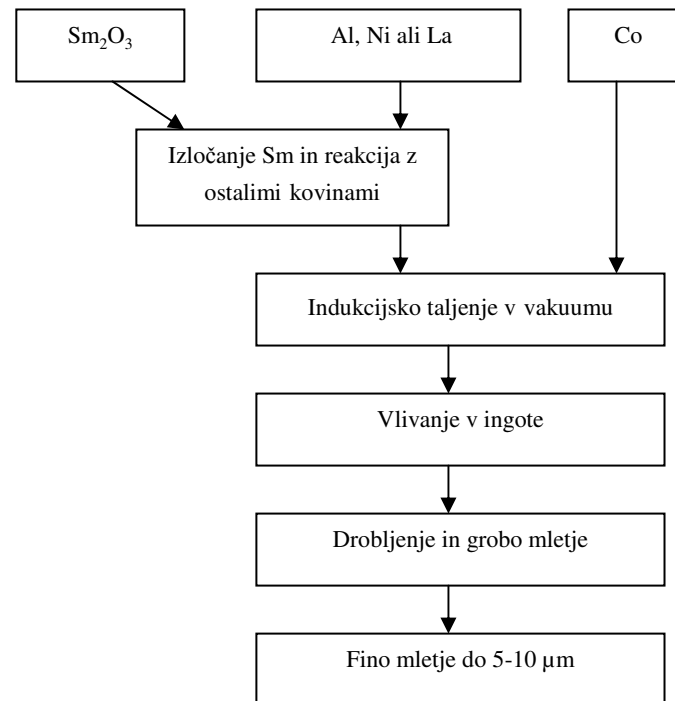 Sm₂O₃
Al, Ni ali La
Co
Izločanje Sm in reakcija z
ostalimi kovinami
Indukcijsko taljenje v vakuumu
Vlivanje v ingote
Drobljenje in grobo mletje
Fino mletje do 5-10 µm